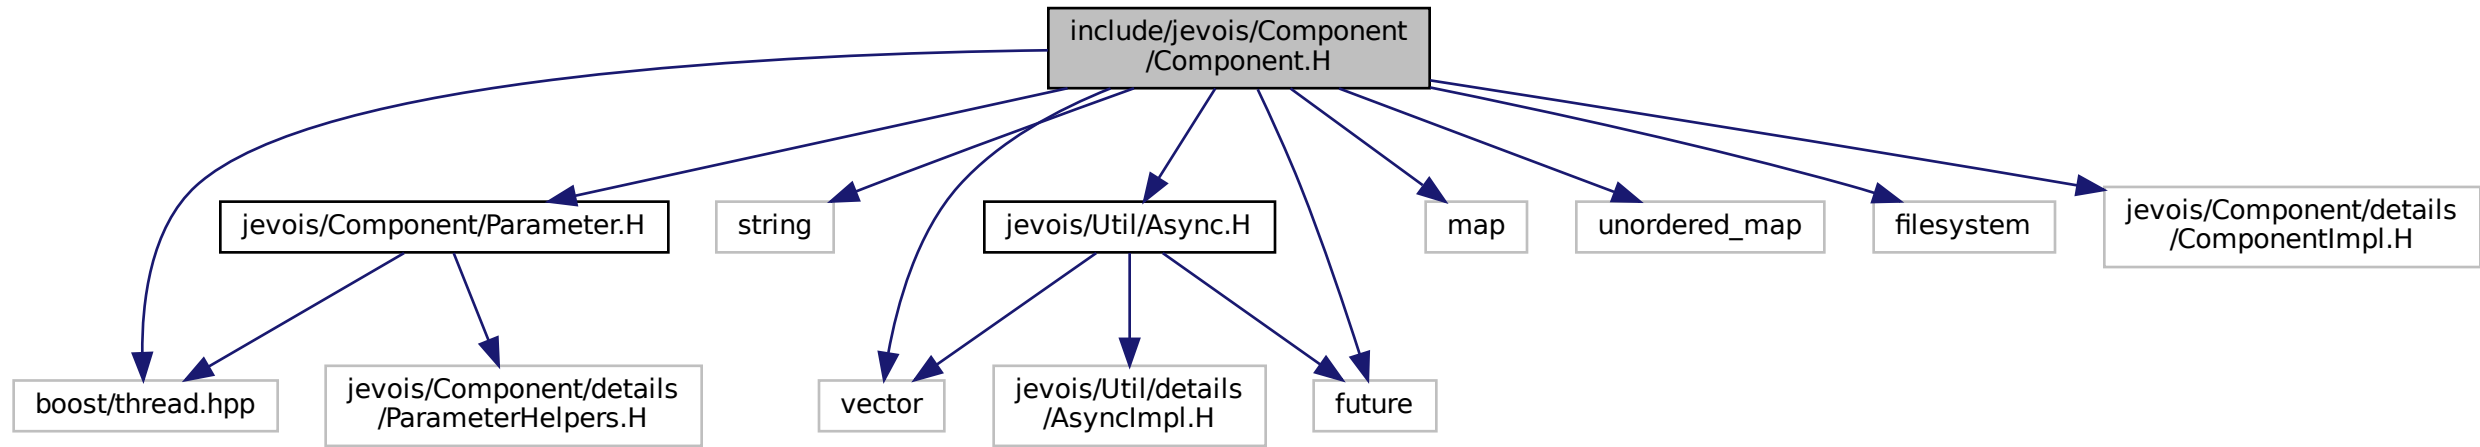 include/jevois/Component
/Component.H
jevois/Component/Parameter.H
string
jevois/Util/Async.H
map
unordered_map
filesystem
jevois/Component/details
/ComponentImpl.H
boost/thread.hpp
jevois/Component/details
/ParameterHelpers.H
vector
jevois/Util/details
/AsyncImpl.H
future